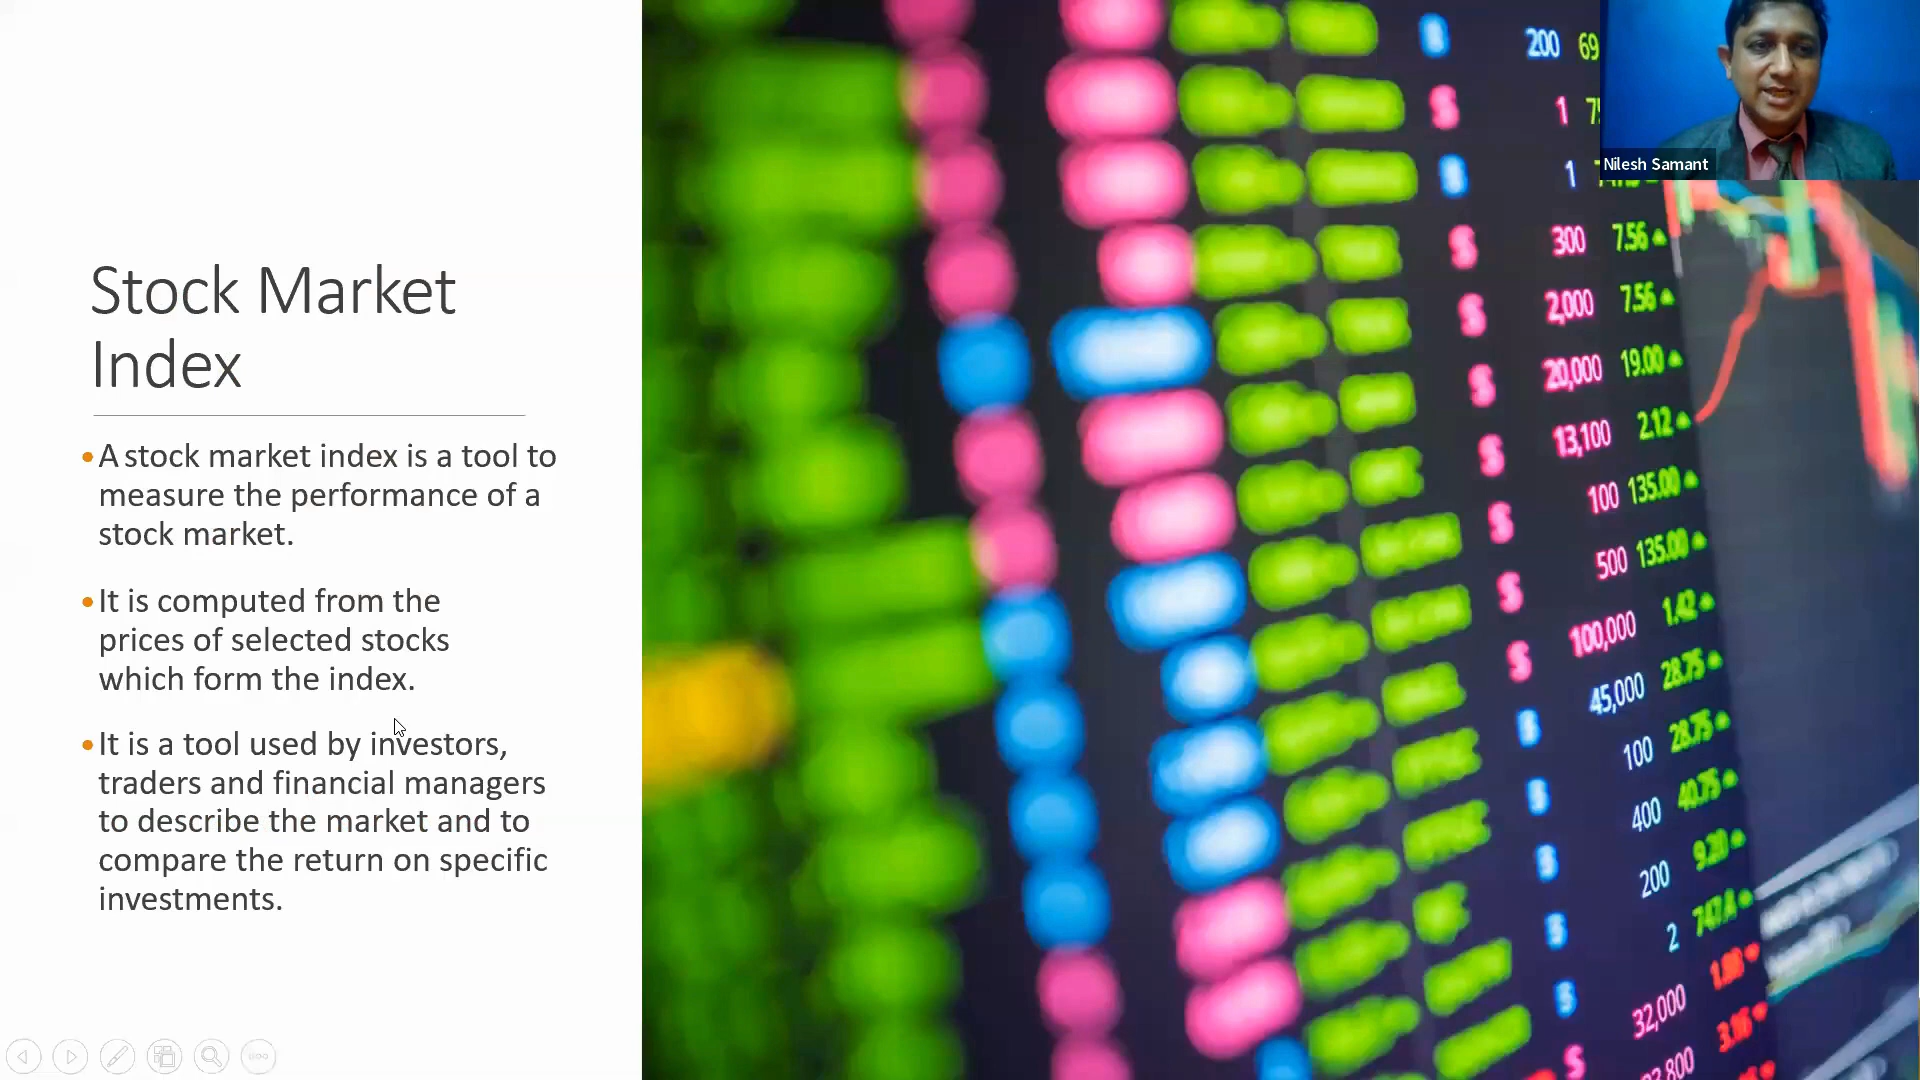 Stock Market
Index
•A stock market index is a tool to
measure the performance of a
stock market.
•It is computed from the
prices of selected stocks
which form the index.
•It is a tool used by investors,
traders and financial managers
to describe the market and to
compare the return on specific
investments.
Nilesh Samant
200 69
1
1
300 7.56
2,000 7.56
20,000 19.00
13,100 2.12
100 135.00
500 135.00
100,000 1.42
45,000 28.75
100 28.75
400 40.75
200 9.20
2
32,000